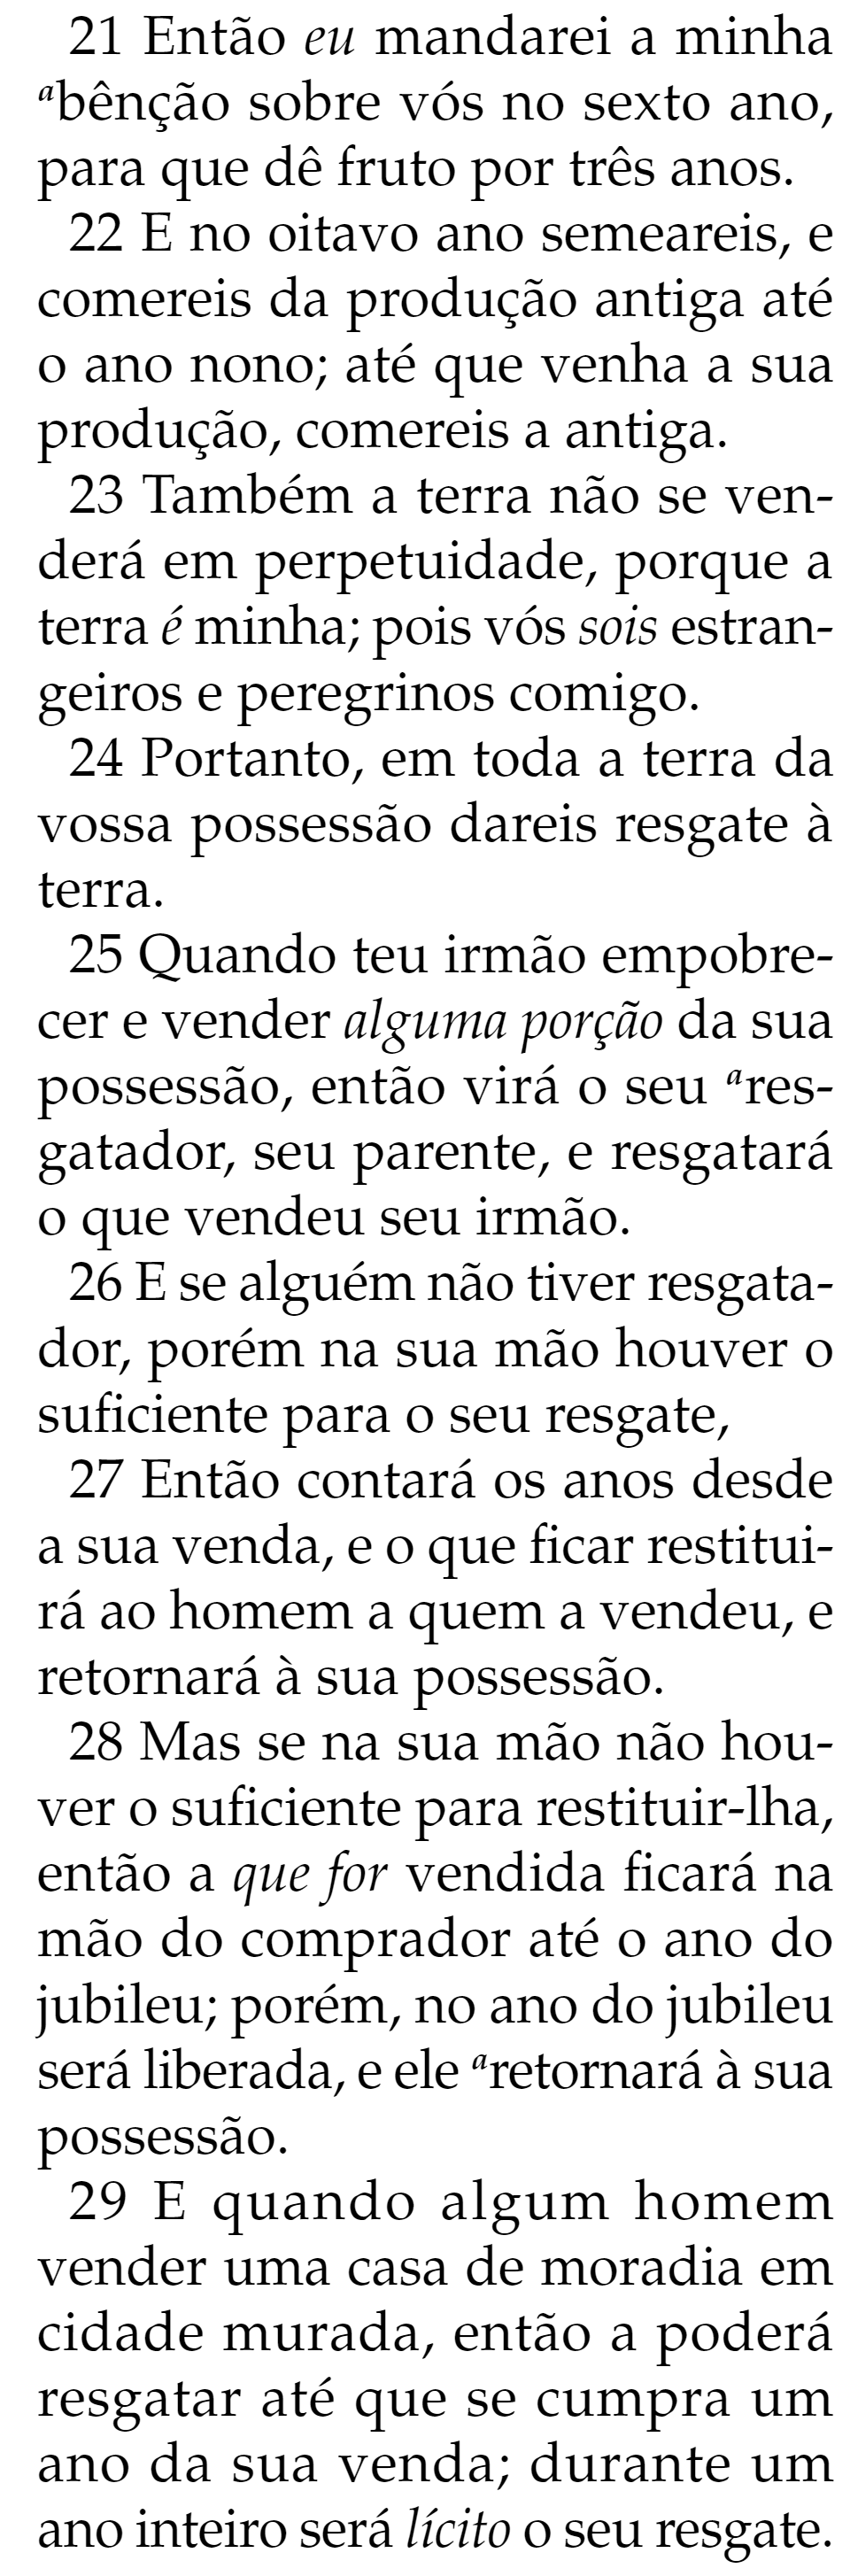 21 Então eu mandarei a minha
ᵃbênção sobre vós no sexto ano,
para que dê fruto por três anos.
22 E no oitavo ano semeareis, e
comereis da produção antiga até
o ano nono; até que venha a sua
produção, comereis a antiga.
23 Também a terra não se ven-
derá em perpetuidade, porque a
terra é minha; pois vós sois estran-
geiros e peregrinos comigo.
24 Portanto, em toda a terra da
vossa possessão dareis resgate à
terra.
25 Quando teu irmão empobre-
cer e vender alguma porção da sua
possessão, então virá o seu ᵃres-
gatador, seu parente, e resgatará
o que vendeu seu irmão.
26 E se alguém não tiver resgata-
dor, porém na sua mão houver o
suficiente para o seu resgate,
27 Então contará os anos desde
a sua venda, e o que ficar restitui-
rá ao homem a quem a vendeu, e
retornará à sua possessão.
28 Mas se na sua mão não hou-
ver o suficiente para restituir-lha,
então a que for vendida ficará na
mão do comprador até o ano do
jubileu; porém, no ano do jubileu
será liberada, e ele ᵃretornará à sua
possessão.
29 E quando algum homem
vender uma casa de moradia em
cidade murada, então a poderá
resgatar até que se cumpra um
ano da sua venda; durante um
ano inteiro será lícito o seu resgate.